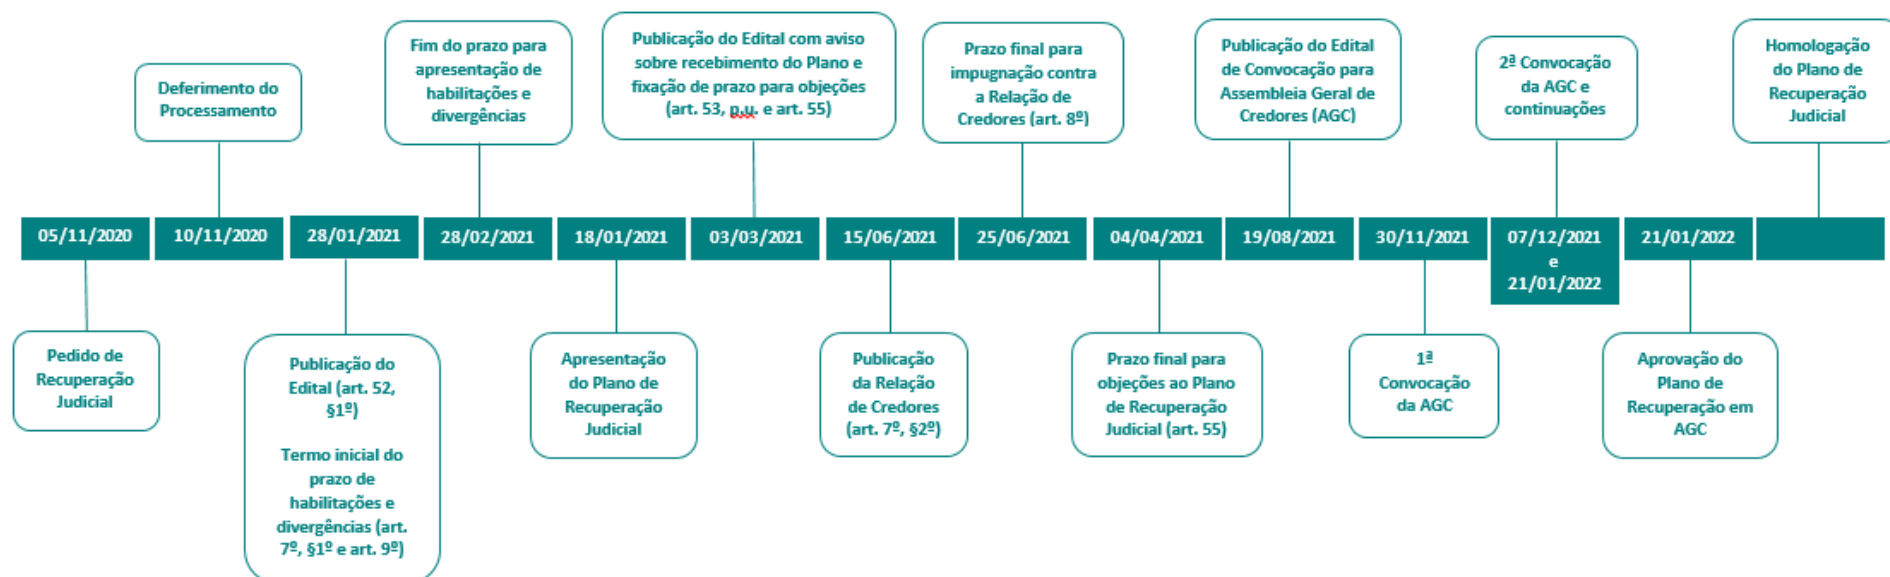 Deferimento do
Processamento
Fim do prazo para
apresentação de
habilitações e
divergências
Publicação do Edital com aviso
sobre recebimento do Plano e
fixação de prazo para objeções
(art. 53, p.u. e art. 55)
Prazo final para
impugnação contra
a Relação de
Credores (art. 8º)
Publicação do Edital
de Convocação para
Assembleia Geral de
Credores (AGC)
2ª Convocação
da AGC e
continuações
Homologação
do Plano de
Recuperação
Judicial
05/11/2020
10/11/2020
28/01/2021
28/02/2021
18/01/2021
03/03/2021
15/06/2021
25/06/2021
04/04/2021
19/08/2021
30/11/2021
07/12/2021
e
21/01/2022
21/01/2022
Pedido de
Recuperação
Judicial
Publicação do
Edital (art. 52,
§1º)
Termo inicial do
prazo de
habilitações e
divergências (art.
7º, §1º e art. 9º)
Apresentação
do Plano de
Recuperação
Judicial
Publicação
da Relação
de Credores
(art. 7º, §2º)
Prazo final para
objeções ao Plano
de Recuperação
Judicial (art. 55)
1ª
Convocação
da AGC
Aprovação do
Plano de
Recuperação em
AGC